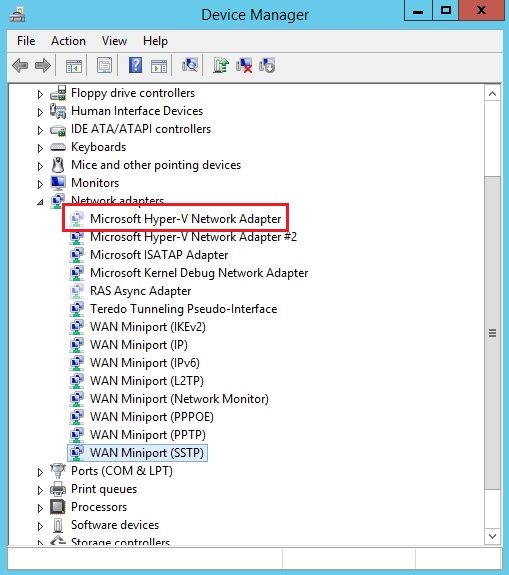 Device Manager
File Action View Help
Floppy drive controllers
Human Interface Devices
IDE ATA/ATAPI controllers
Keyboards
Mice and other pointing devices
Monitors
Network adapters
Microsoft Hyper-V Network Adapter
Microsoft Hyper-V Network Adapter #2
Microsoft ISATAP Adapter
Microsoft Kernel Debug Network Adapter
RAS Async Adapter
Teredo Tunneling Pseudo-Interface
WAN Miniport (IKEv2)
WAN Miniport (IP)
WAN Miniport (IPv6)
WAN Miniport (L2TP)
WAN Miniport (Network Monitor)
WAN Miniport (PPPOE)
WAN Miniport (PPTP)
WAN Miniport (SSTP)
Ports (COM & LPT)
Print queues
Processors
Software devices
Storage controllers